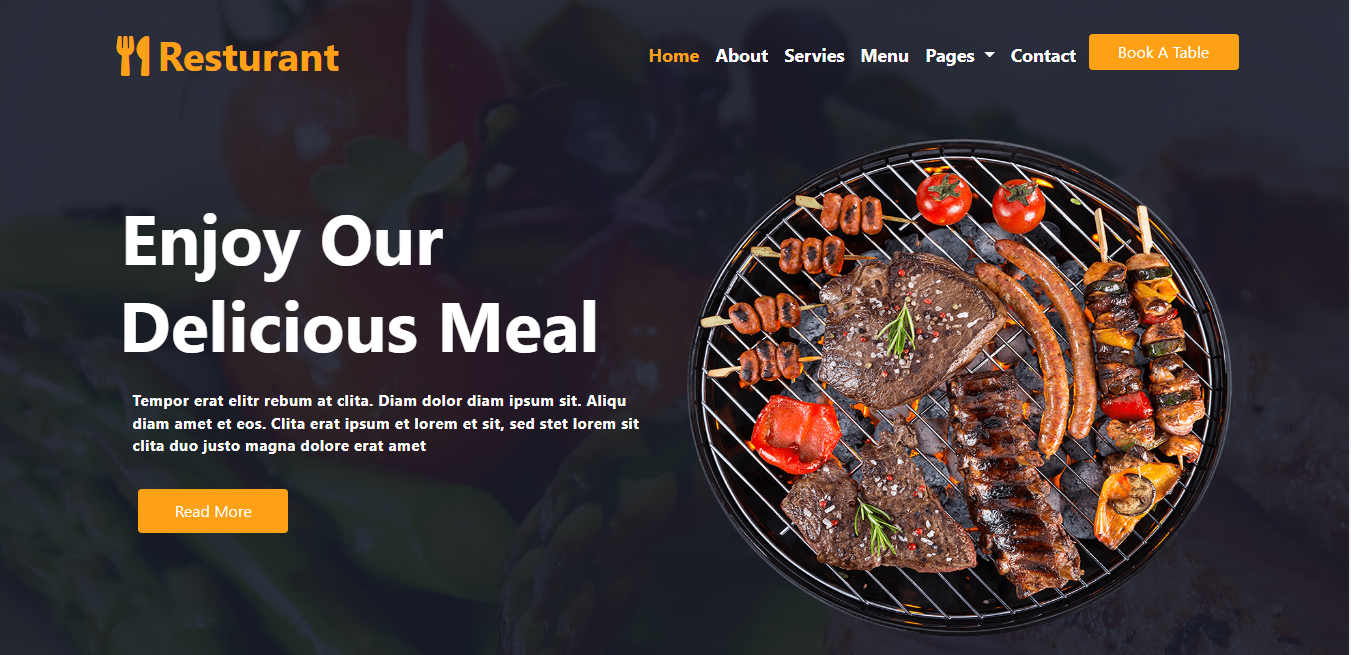 Resturant
Home About Servies Menu Pages Contact Book A Table
Enjoy Our
Delicious Meal
Tempor erat elitr rebum at clita. Diam dolor diam ipsum sit. Aliqu
diam amet et eos. Clita erat ipsum et lorem et sit, sed stet lorem sit
clita duo justo magna dolore erat amet
Read More